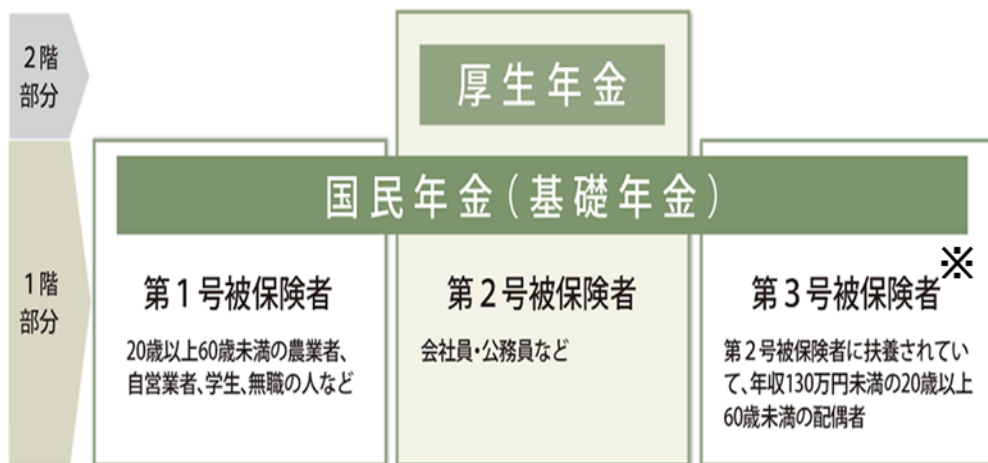 2階
部分
厚生年金
国民年金(基礎年金)
1階
部分
第1号被保険者
20歳以上60歳未満の農業者、
自営業者、学生、無職の人など
第2号被保険者
会社員・公務員など
第3号被保険者※
第2号被保険者に扶養されてい
て、年収130万円未満の20歳以上
60歳未満の配偶者